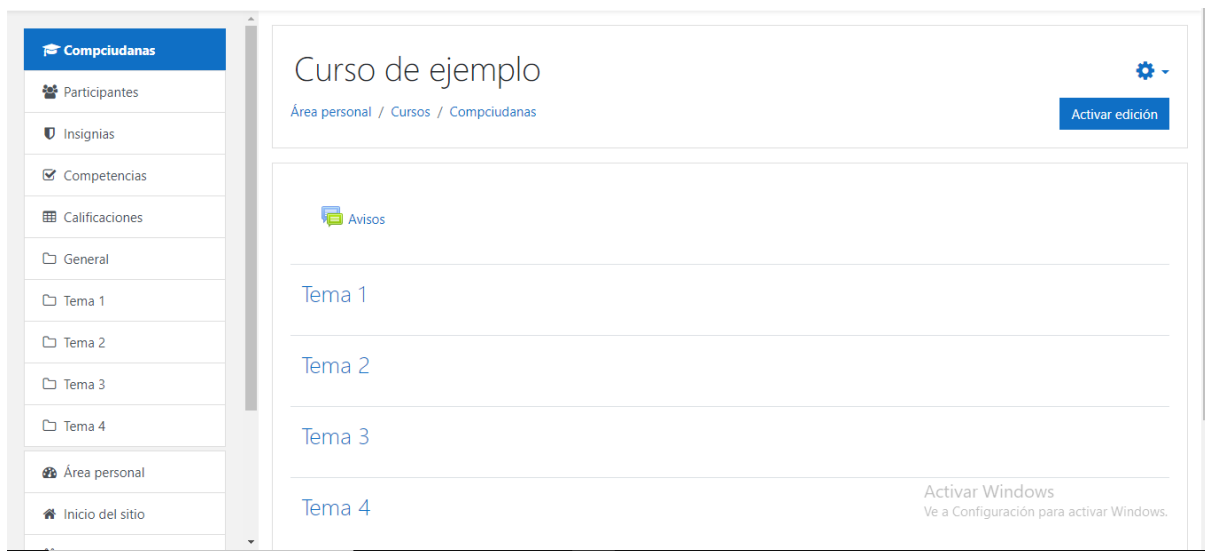 Compciudanas
Participantes
Insignias
Competencias
Calificaciones
General
Tema 1
Tema 2
Tema 3
Tema 4
Área personal
Inicio del sitio
Curso de ejemplo
Área personal / Cursos / Compciudanas
Activar edición
Avisos
Tema 1
Tema 2
Tema 3
Tema 4
Activar Windows
Ve a Configuración para activar Windows.